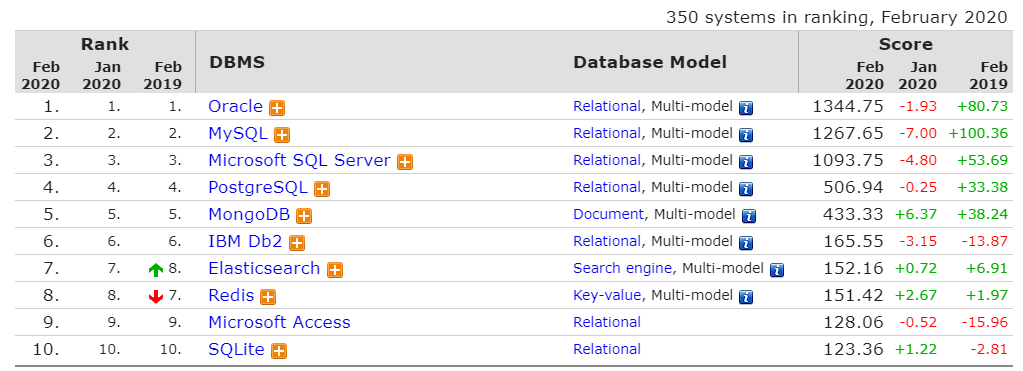 350 systems in ranking, February 2020
Rank DBMS Database Model Score
Feb 2020 Jan 2020 Feb 2019 Feb 2020 Jan 2020 Feb 2019
1. 1. 1. Oracle Relational, Multi-model 1344.75 -1.93 +80.73
2. 2. 2. MySQL Relational, Multi-model 1267.65 -7.00 +100.36
3. 3. 3. Microsoft SQL Server Relational, Multi-model 1093.75 -4.80 +53.69
4. 4. 4. PostgreSQL Relational, Multi-model 506.94 -0.25 +33.38
5. 5. 5. MongoDB Document, Multi-model 433.33 +6.37 +38.24
6. 6. 6. IBM Db2 Relational, Multi-model 165.55 -3.15 -13.87
7. 7. 8. Elasticsearch Search engine, Multi-model 152.16 +0.72 +6.91
8. 8. 7. Redis Key-value, Multi-model 151.42 +2.67 +1.97
9. 9. 9. Microsoft Access Relational 128.06 -0.52 -15.96
10. 10. 10. SQLite Relational 123.36 +1.22 -2.81